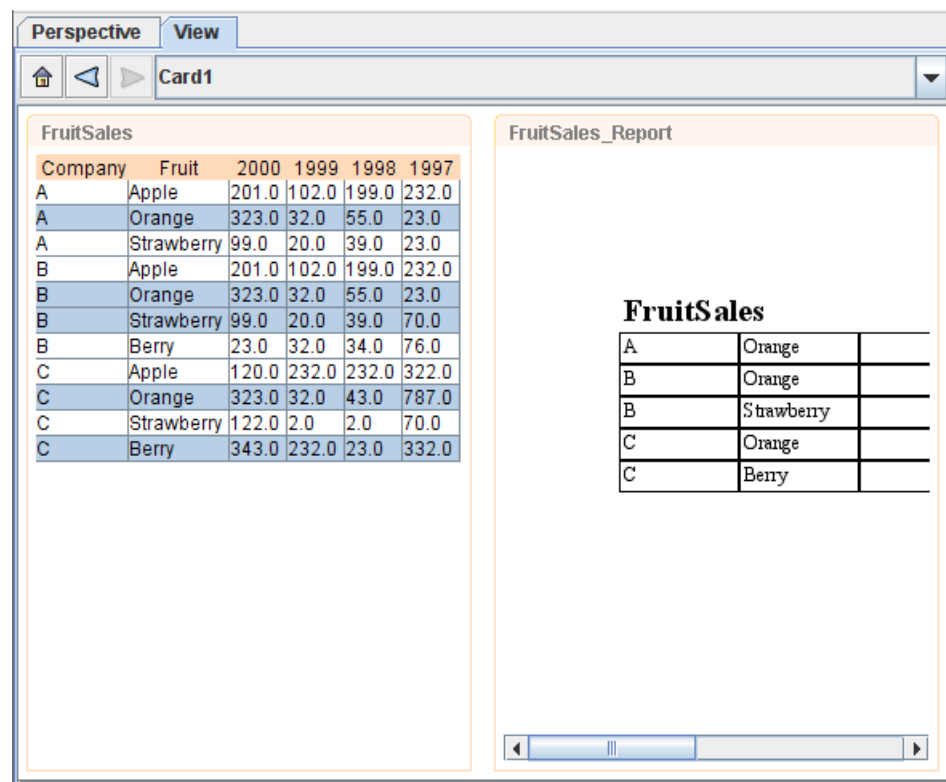 Perspective View
Card1
FruitSales
Company Fruit 2000 1999 1998 1997
A Apple 201.0 102.0 199.0 232.0
A Orange 323.0 32.0 55.0 23.0
A Strawberry 99.0 20.0 39.0 23.0
B Apple 201.0 102.0 199.0 232.0
B Orange 323.0 32.0 55.0 23.0
B Strawberry 99.0 20.0 39.0 70.0
B Berry 23.0 32.0 34.0 76.0
C Apple 120.0 232.0 232.0 322.0
C Orange 323.0 32.0 43.0 787.0
C Strawberry 122.0 2.0 2.0 70.0
C Berry 343.0 232.0 23.0 332.0
FruitSales_Report
FruitSales
A Orange
B Orange
B Strawberry
C Orange
C Berry